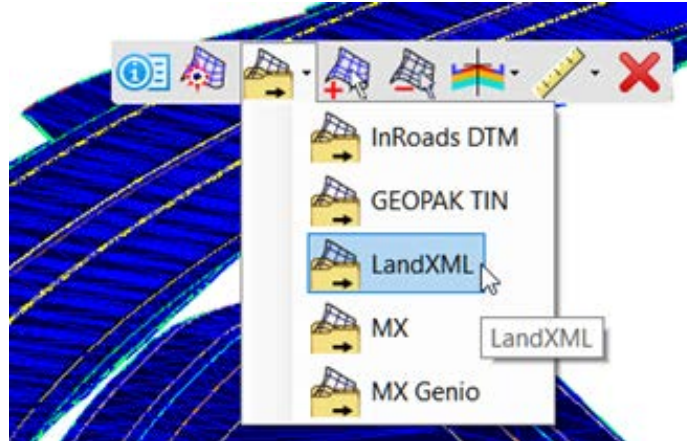 InRoads DTM
GEOPAK TIN
LandXML
MX
LandXML
MX Genio